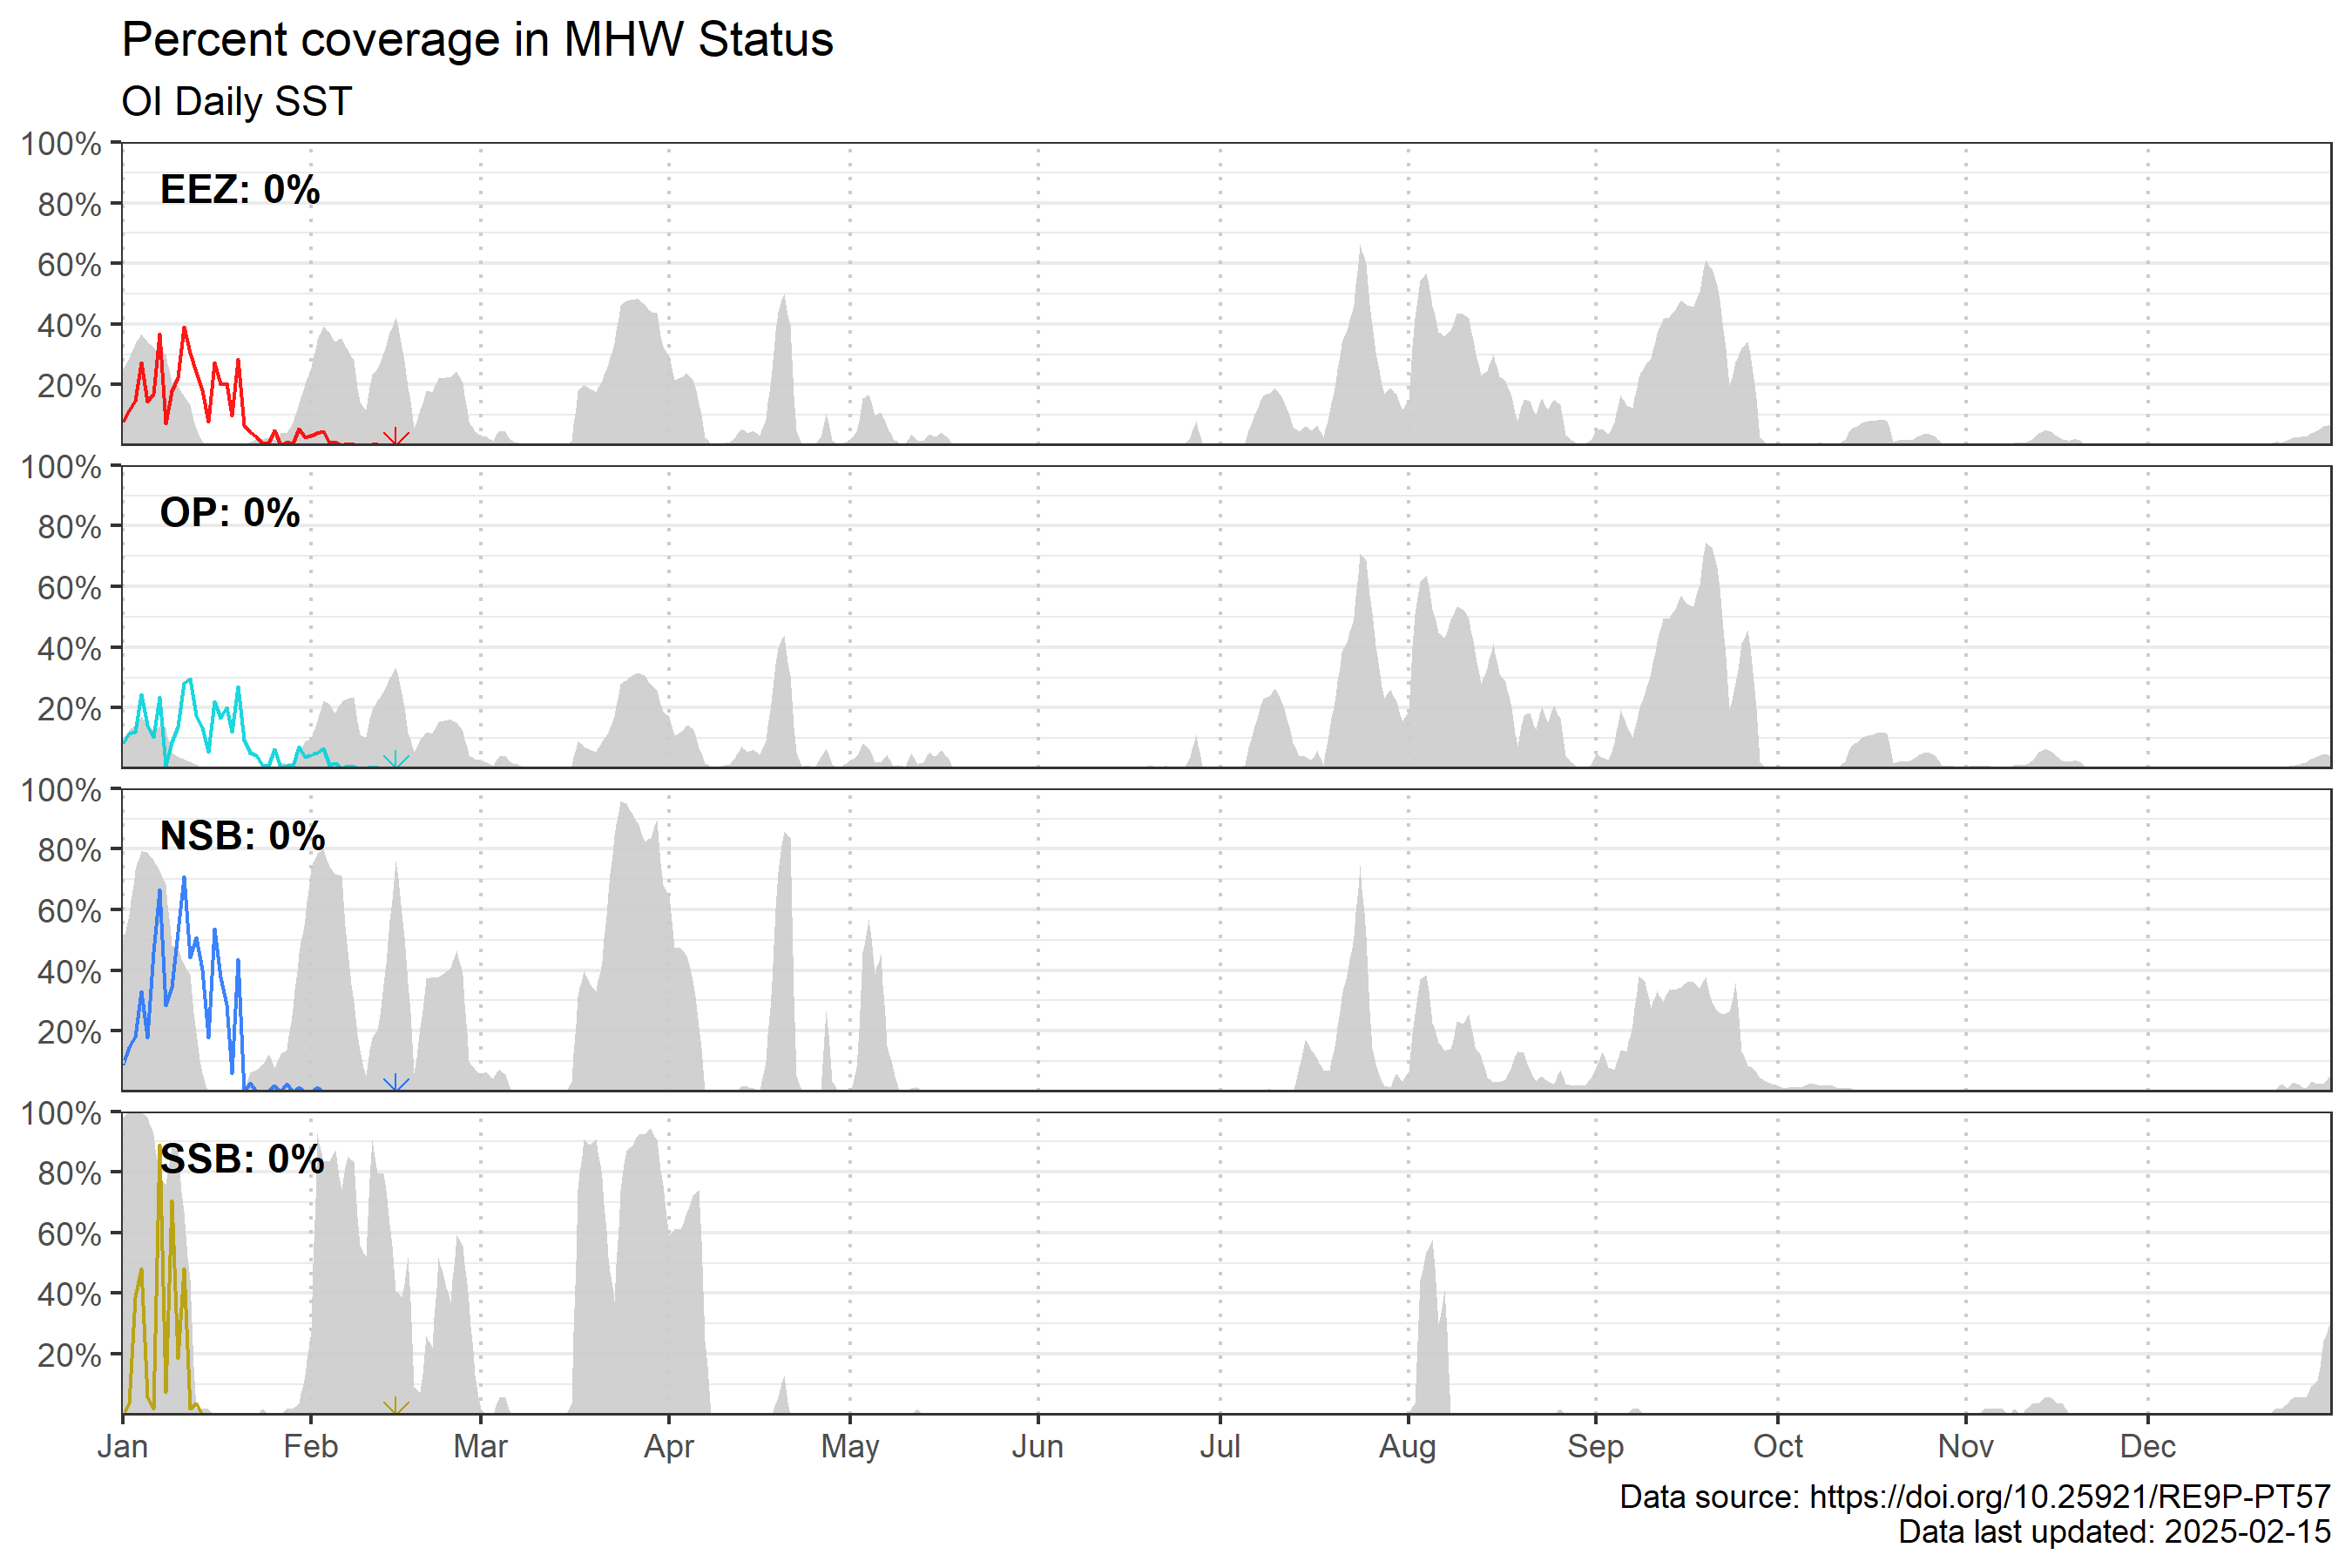 Percent coverage in MHW Status
OI Daily SST
100%
80%
60%
40%
20%
EEZ: 0%
100%
80%
60%
40%
20%
OP: 0%
100%
80%
60%
40%
20%
NSB: 0%
100%
80%
60%
40%
20%
SSB: 0%
Jan Feb Mar Apr May Jun Jul Aug Sep Oct Nov Dec
Data source: https://doi.org/10.25921/RE9P-PT57
Data last updated: 2025-02-15